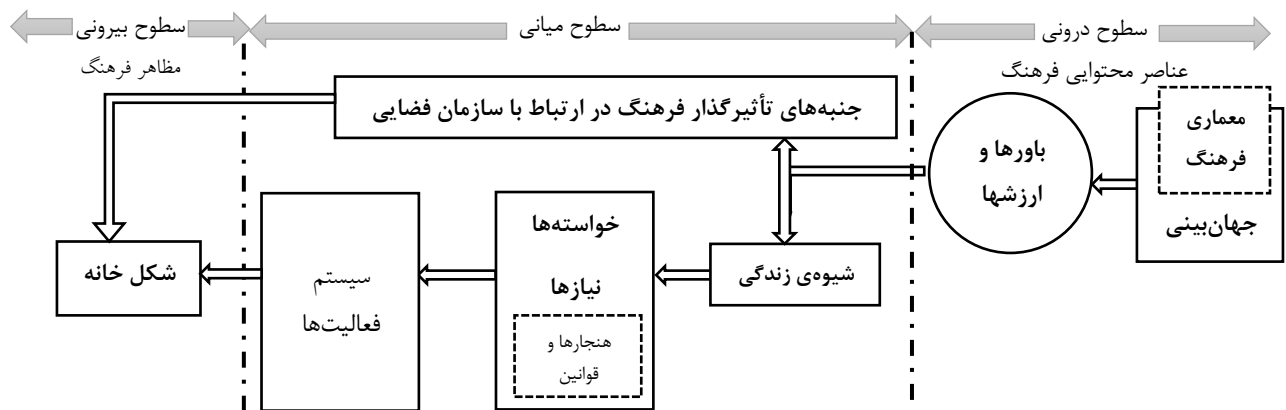 سطوح درونی
سطوح میانی
سطوح بیرونی
عناصر محتوایی فرهنگ
مظاهر فرهنگ
معماری
فرهنگ
جهان‌بینی
باورها و
ارزشها
جنبه‌های تأثیرگذار فرهنگ در ارتباط با سازمان فضایی
شیوه‌ی زندگی
خواسته‌ها
نیازها
هنجارها و
قوانین
سیستم
فعالیت‌ها
شکل خانه